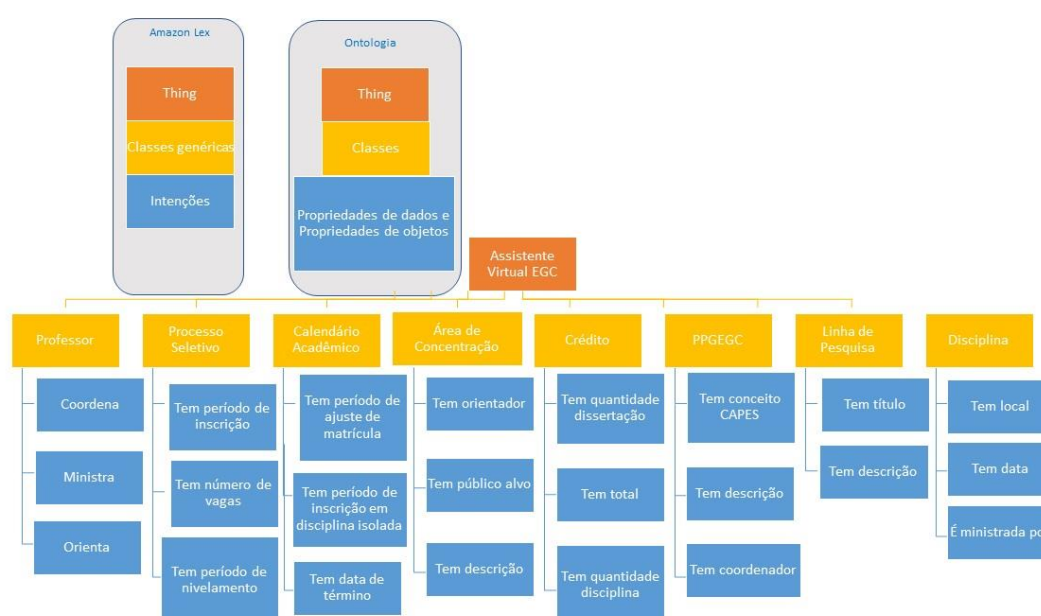 Amazon Lex
Thing
Classes genéricas
Intenções
Ontologia
Thing
Classes
Propriedades de dados e
Propriedades de objetos
Assistente
Virtual EGC
Professor
Coordena
Ministra
Orienta
Processo
Seletivo
Tem período de
inscrição
Tem número de
vagas
Tem período de
nivelamento
Calendário
Acadêmico
Tem período de
ajuste de
matrícula
Tem período de
inscrição em
disciplina isolada
Tem data de
término
Área de
Concentração
Tem orientador
Tem público alvo
Tem descrição
Crédito
Tem quantidade
dissertação
Tem total
Tem quantidade
disciplina
PPGEGC
Tem conceito
CAPES
Tem descrição
Tem coordenador
Linha de
Pesquisa
Tem título
Tem descrição
Disciplina
Tem local
Tem data
É ministrada po